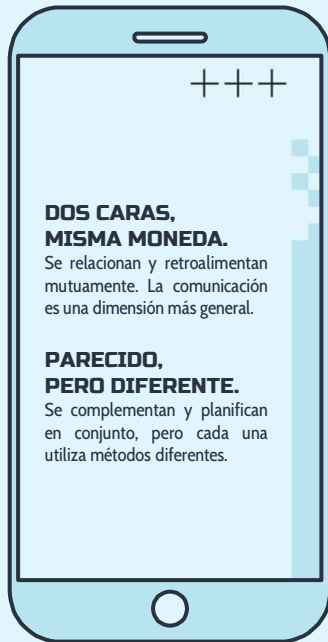 DOS CARAS,
MISMA MONEDA.
Se relacionan y retroalimentan
mutuamente. La comunicación
es una dimensión más general.
PARECIDO,
PERO DIFERENTE.
Se complementan y planifican
en conjunto, pero cada una
utiliza métodos diferentes.